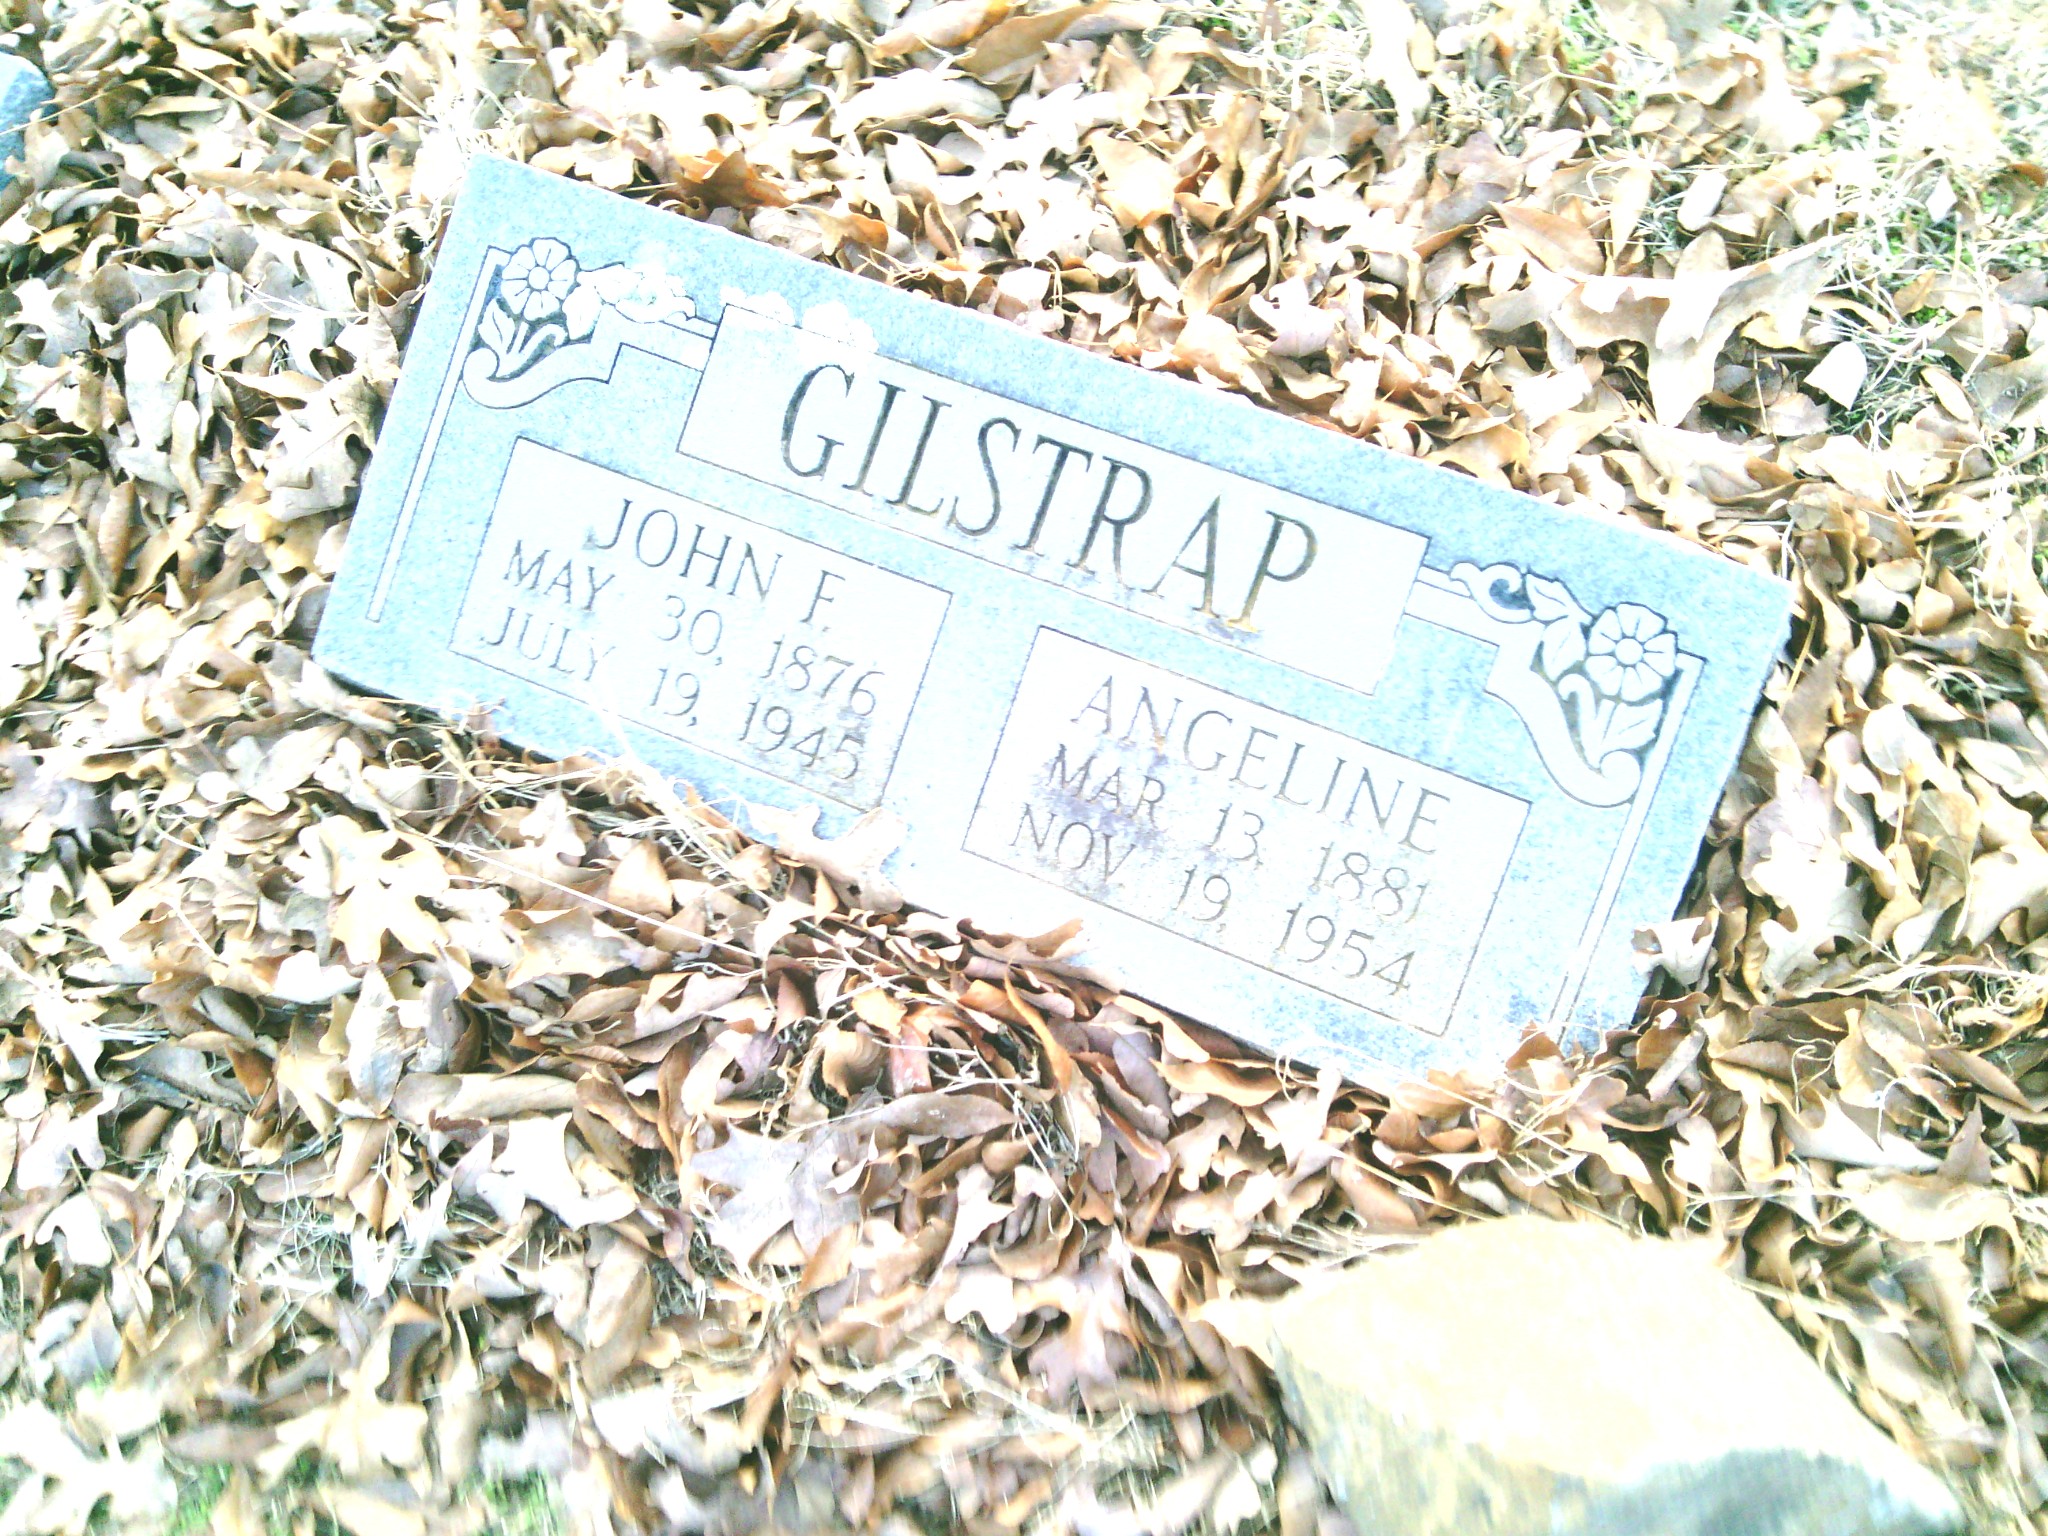 GILSTRAP
JOHN F.
MAY 30, 1876
JULY 19, 1945
ANGELINE
MAR. 13, 1881
NOV. 19, 1954